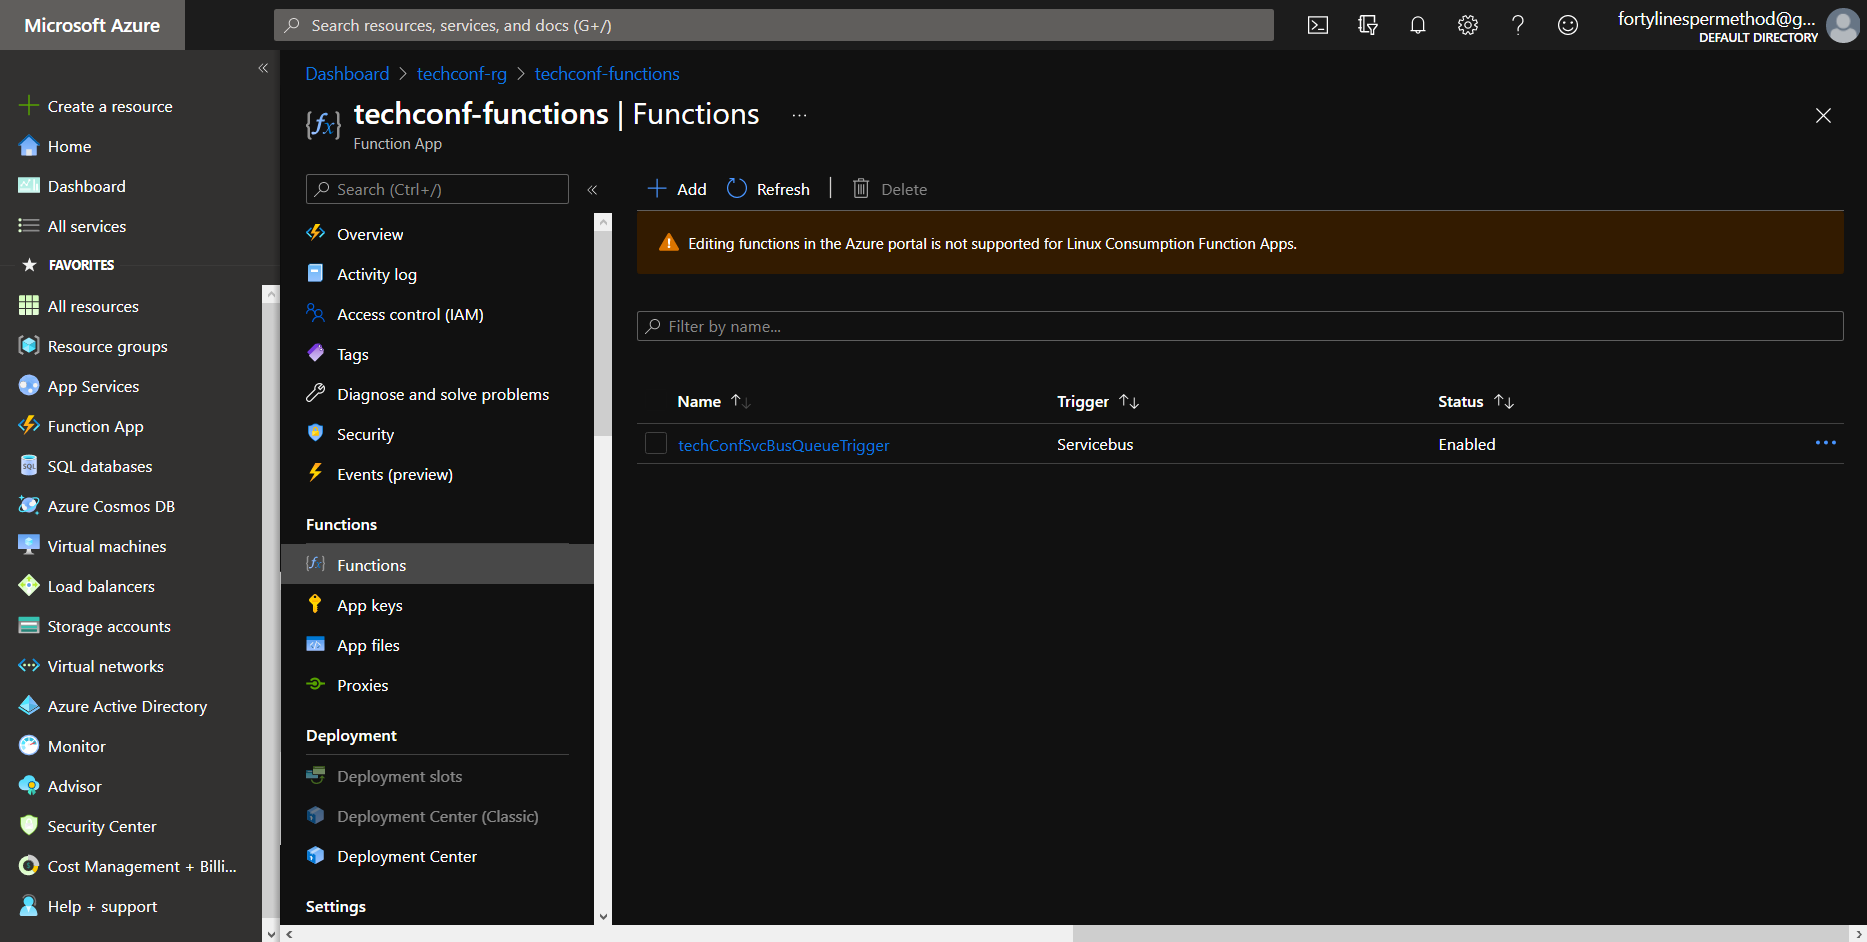 Microsoft Azure
Search resources, services, and docs (G+/)
fortylinespermethod@g...
DEFAULT DIRECTORY
Create a resource
Home
Dashboard
All services
FAVORITES
All resources
Resource groups
App Services
Function App
SQL databases
Azure Cosmos DB
Virtual machines
Load balancers
Storage accounts
Virtual networks
Azure Active Directory
Monitor
Advisor
Security Center
Cost Management + Billi...
Help + support
Dashboard > techconf-rg > techconf-functions
techconf-functions | Functions ...
Function App
Search (Ctrl+/)
Overview
Activity log
Access control (IAM)
Tags
Diagnose and solve problems
Security
Events (preview)
Functions
Functions
App keys
App files
Proxies
Deployment
Deployment slots
Deployment Center (Classic)
Deployment Center
Settings
Add Refresh | Delete
Editing functions in the Azure portal is not supported for Linux Consumption Function Apps.
Filter by name...
Name Trigger Status
techConfSvcBusQueueTrigger Servicebus Enabled